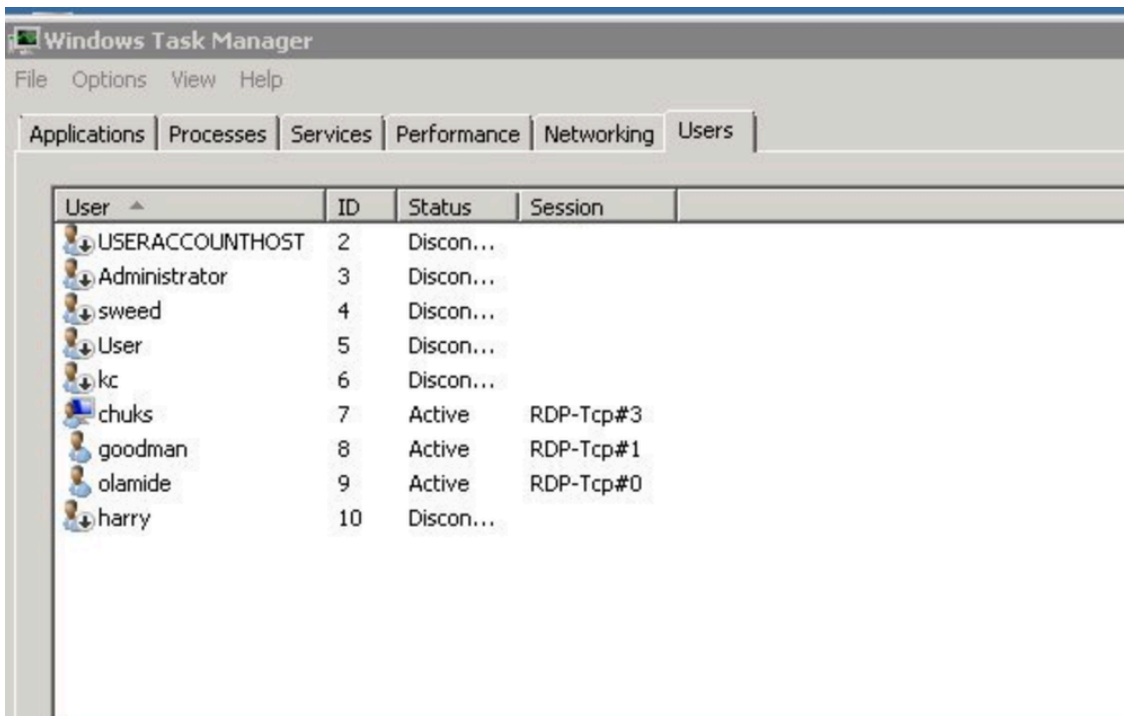 Windows Task Manager
File Options View Help
Applications Processes Services Performance Networking Users
User ID Status Session
USERACCOUNTHOST 2 Discon...
Administrator 3 Discon...
sweed 4 Discon...
User 5 Discon...
kc 6 Discon...
chuks 7 Active RDP-Tcp#3
goodman 8 Active RDP-Tcp#1
olamide 9 Active RDP-Tcp#0
harry 10 Discon...